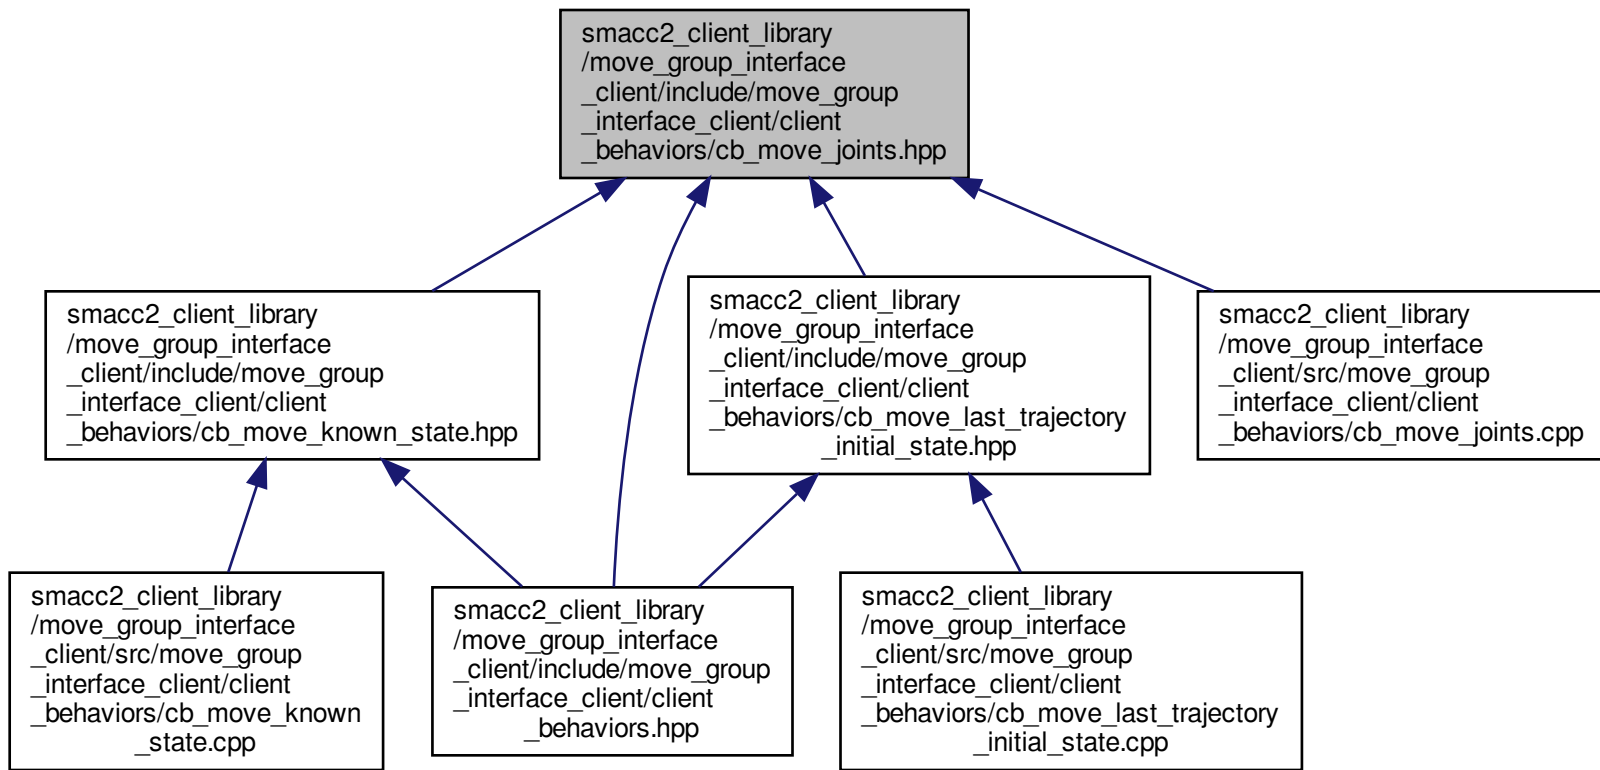 smacc2_client_library
/move_group_interface
_client/include/move_group
_interface_client/client
_behaviors/cb_move_joints.hpp
smacc2_client_library
/move_group_interface
_client/include/move_group
_interface_client/client
_behaviors/cb_move_known_state.hpp
smacc2_client_library
/move_group_interface
_client/include/move_group
_interface_client/client
_behaviors/cb_move_last_trajectory
_initial_state.hpp
smacc2_client_library
/move_group_interface
_client/src/move_group
_interface_client/client
_behaviors/cb_move_joints.cpp
smacc2_client_library
/move_group_interface
_client/src/move_group
_interface_client/client
_behaviors/cb_move_known
_state.cpp
smacc2_client_library
/move_group_interface
_client/include/move_group
_interface_client/client
_behaviors.hpp
smacc2_client_library
/move_group_interface
_client/src/move_group
_interface_client/client
_behaviors/cb_move_last_trajectory
_initial_state.cpp